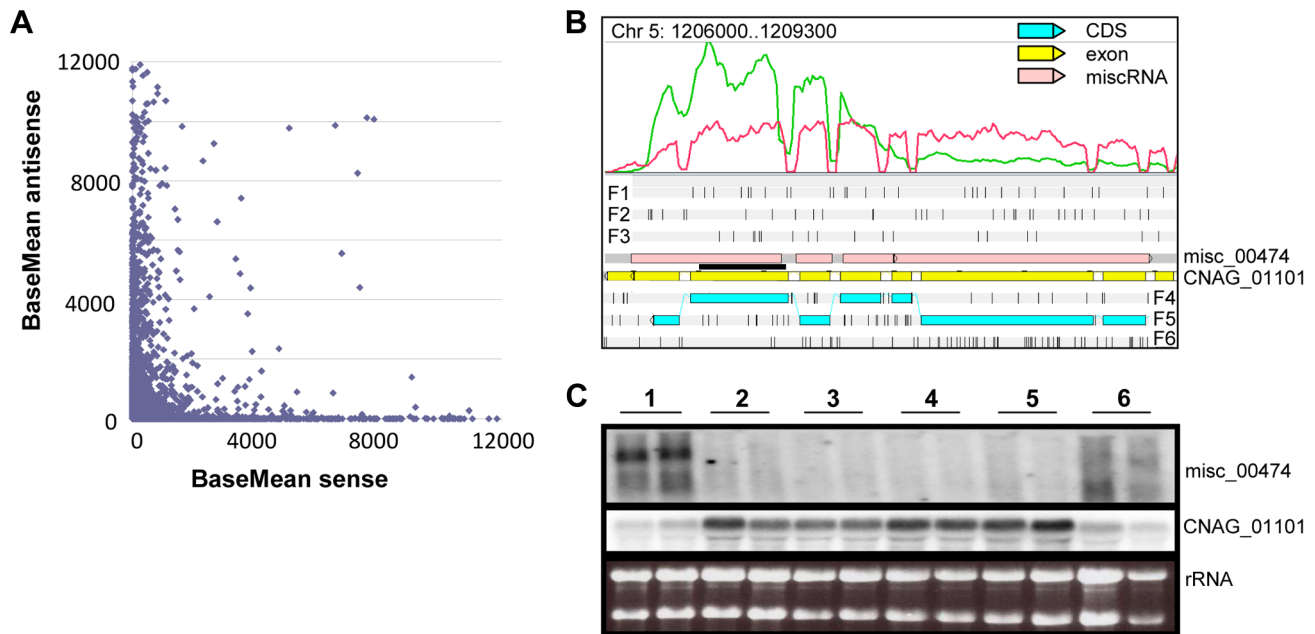 A
BaseMean antisense
12000
8000
4000
0
0
4000
8000
12000
BaseMean sense
B
Chr 5: 1206000..1209300
CDS
exon
miscRNA
F1
F2
F3
misc_00474
CNAG_01101
F4
F5
F6
C
1 2 3 4 5 6
misc_00474
CNAG_01101
rRNA